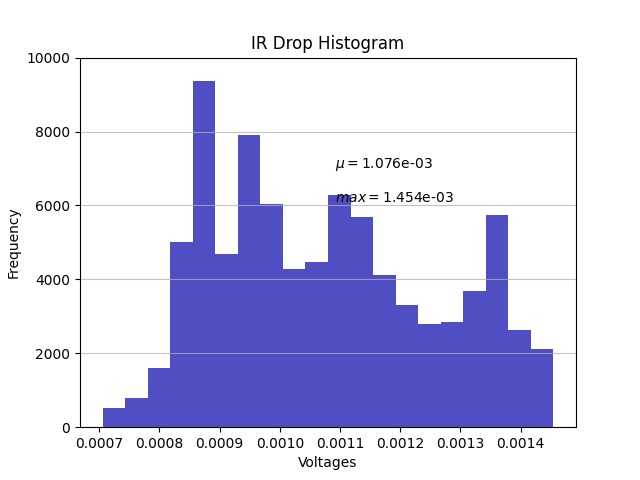 IR Drop Histogram
10000
8000
6000
4000
2000
0
Frequency
μ = 1.076e-03
max = 1.454e-03
0.0007 0.0008 0.0009 0.0010 0.0011 0.0012 0.0013 0.0014
Voltages